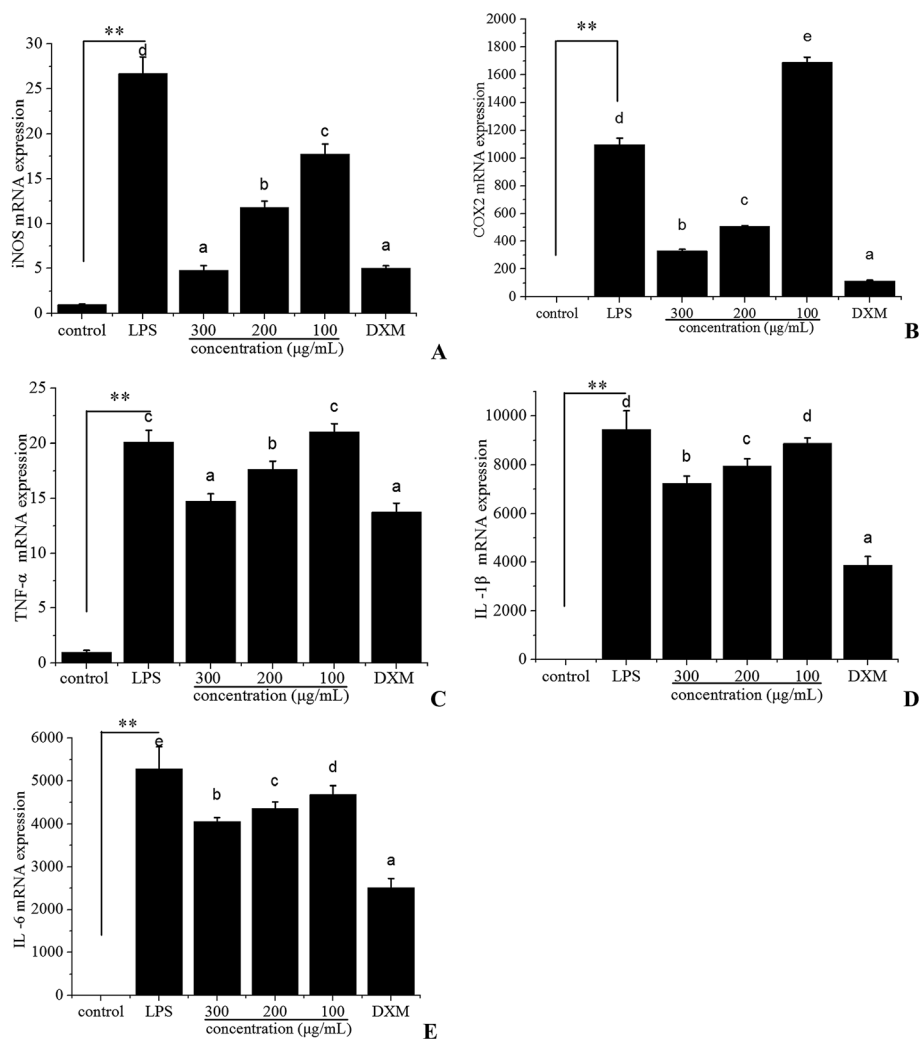 **
d
30
25
20
15
10
5
0
iNOS mRNA expression
a
b
c
a
control LPS 300 200 100 DXM
concentration (μg/mL)
A
**
e
d
2000
1800
1600
1400
1200
1000
800
600
400
200
0
COX2 mRNA expression
b
c
a
control LPS 300 200 100 DXM
concentration (μg/mL)
B
**
c
25
20
15
10
5
0
TNF-α mRNA expression
a
b
c
a
control LPS 300 200 100 DXM
concentration (μg/mL)
C
**
d
10000
8000
6000
4000
2000
0
IL -1β mRNA expression
b
c
d
a
control LPS 300 200 100 DXM
concentration (μg/mL)
D
**
e
6000
5000
4000
3000
2000
1000
0
IL -6 mRNA expression
b
c
d
a
control LPS 300 200 100 DXM
concentration (μg/mL)
E